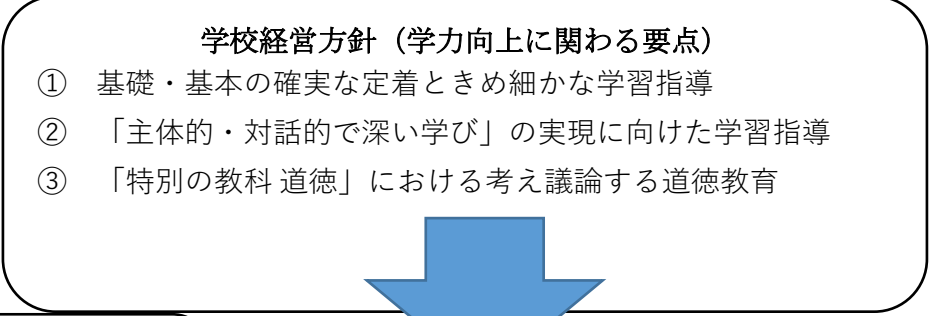 学校経営方針（学力向上に関わる要点）
① 基礎・基本の確実な定着ときめ細かな学習指導
② 「主体的・対話的で深い学び」の実現に向けた学習指導
③ 「特別の教科 道徳」における考え議論する道徳教育